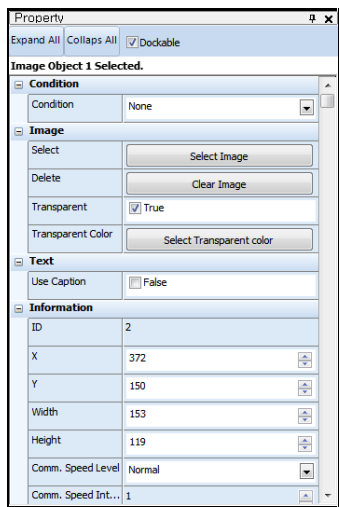 Property
Expand All Collaps All Dockable
Image Object 1 Selected.
Condition
Condition None
Image
Select Select Image
Delete Clear Image
Transparent True
Transparent Color Select Transparent color
Text
Use Caption False
Information
ID 2
X 372
Y 150
Width 153
Height 119
Comm. Speed Level Normal
Comm. Speed Int... 1